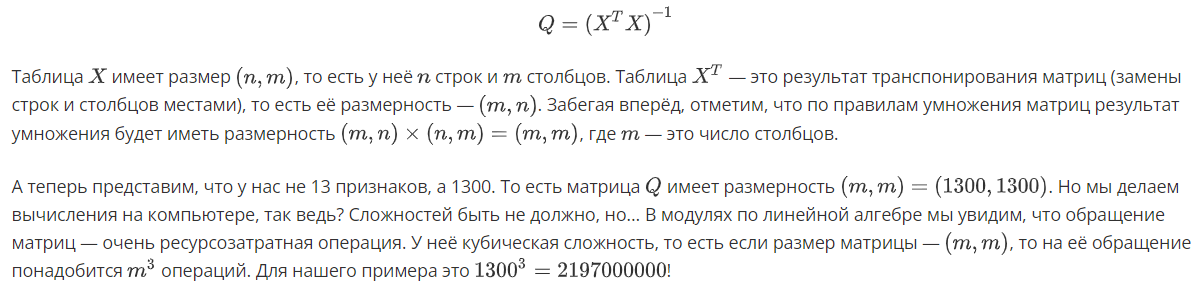 Q = (XᵀX)⁻¹
Таблица X имеет размер (n, m), то есть у неё n строк и m столбцов. Таблица Xᵀ — это результат транспонирования матриц (замены
строк и столбцов местами), то есть её размерность — (m, n). Забегая вперёд, отметим, что по правилам умножения матриц результат
умножения будет иметь размерность (m, n) × (n, m) = (m, m), где m — это число столбцов.
А теперь представим, что у нас не 13 признаков, а 1300. То есть матрица Q имеет размерность (m, m) = (1300, 1300). Но мы делаем
вычисления на компьютере, так ведь? Сложностей быть не должно, но... В модулях по линейной алгебре мы увидим, что обращение
матриц — очень ресурсозатратная операция. У неё кубическая сложность, то есть если размер матрицы — (m, m), то на её обращение
понадобится m³ операций. Для нашего примера это 1300³ = 2197000000!